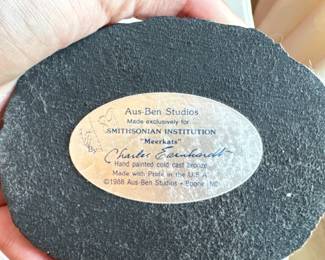 Aus-Ben Studios
Made exclusively for
SMITHSONIAN INSTITUTION
"Meerkats"
By: Charles Earnhardt
Hand painted cold cast bronze
Made with Pride in the U.S.A.
©1988 Aus-Ben Studios • Boone, NC